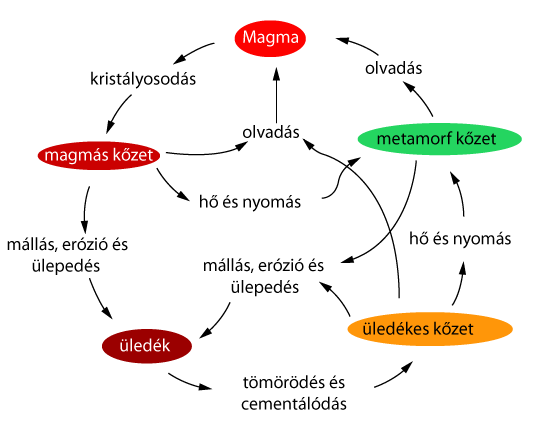 Magma
olvadás
kristályosodás
olvadás
metamorf kőzet
magmás kőzet
hő és nyomás
hő és nyomás
mállás, erózió és
ülepedés
mállás, erózió és
ülepedés
üledékes kőzet
üledék
tömörödés és
cementálódás